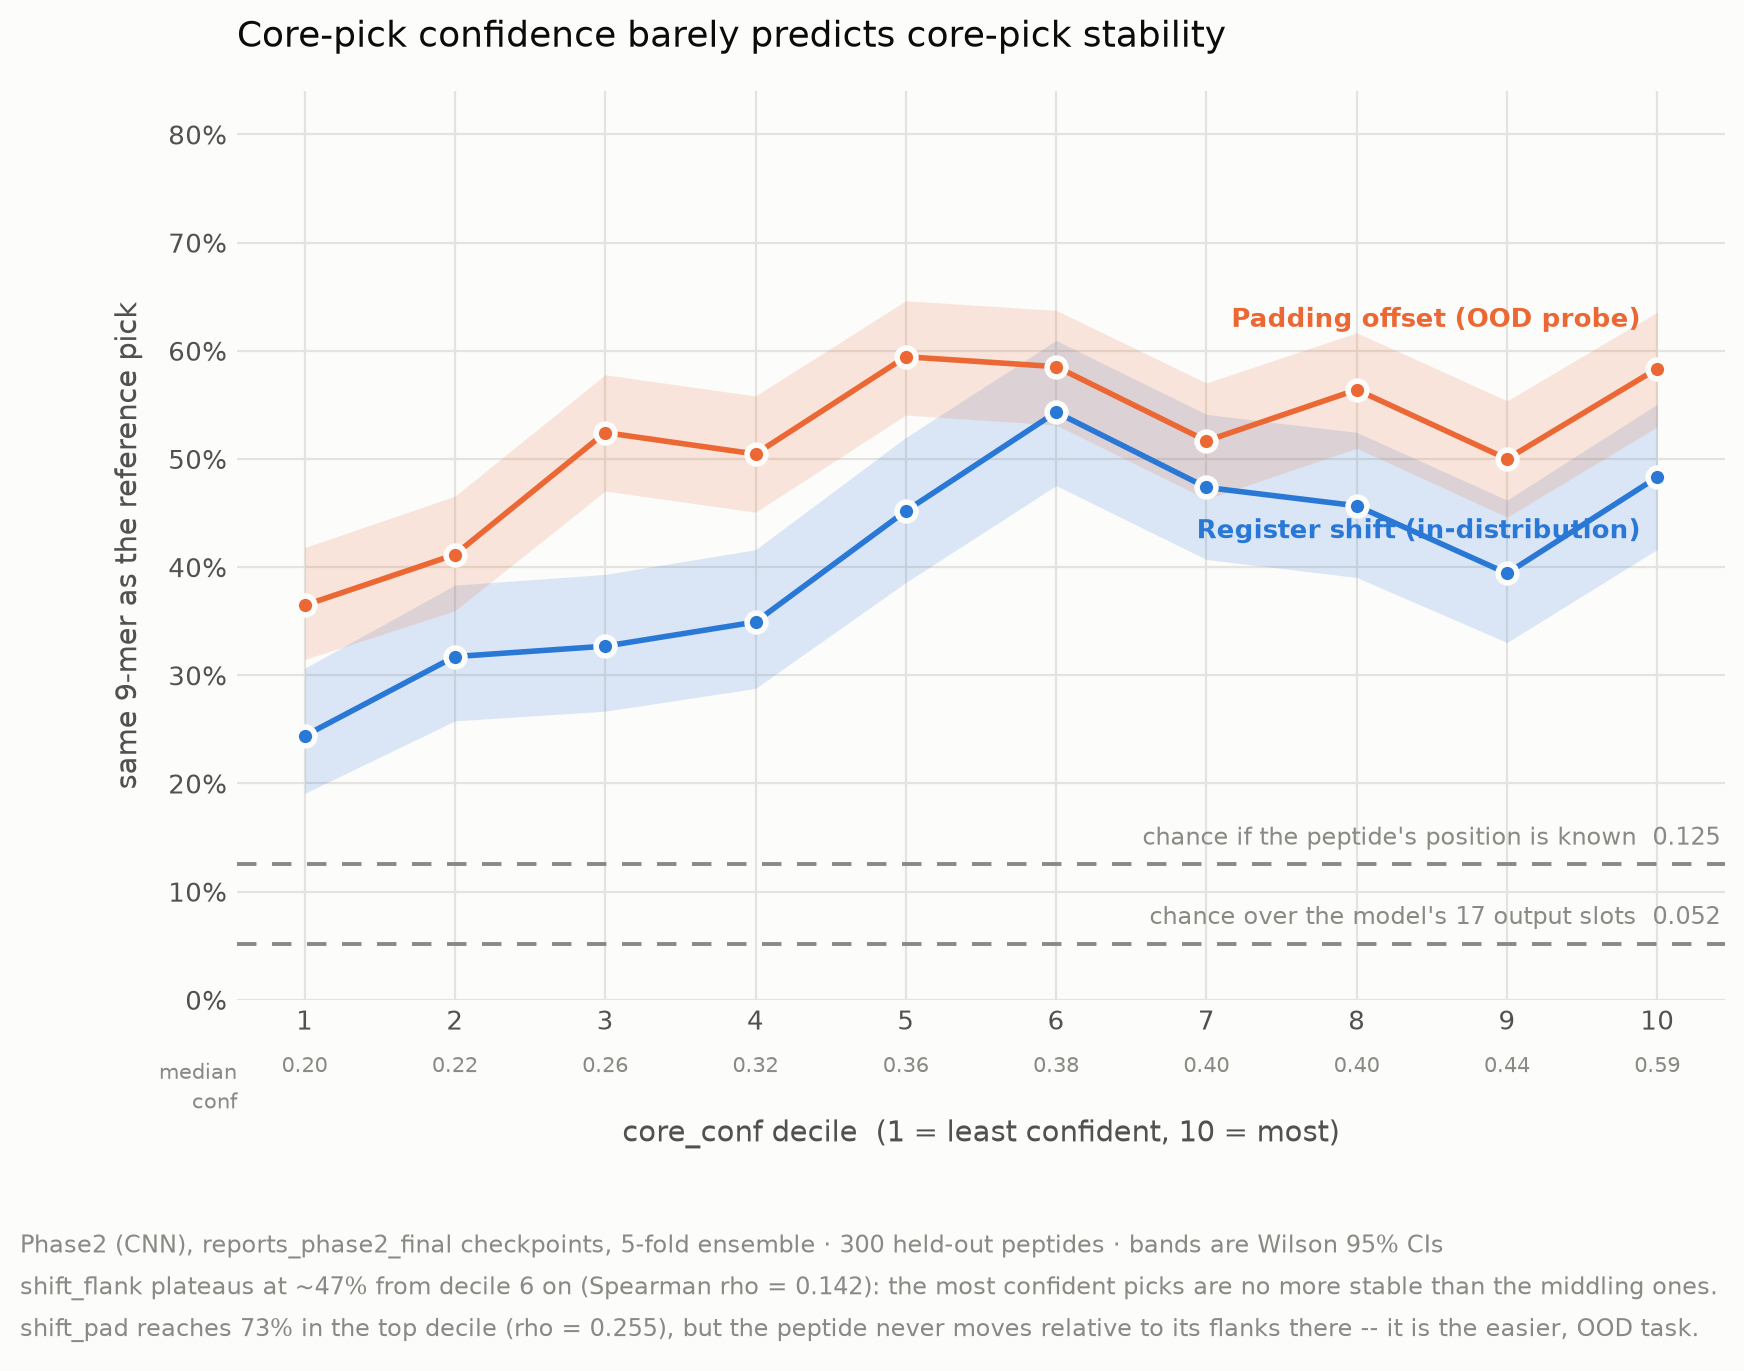 Core-pick confidence barely predicts core-pick stability
same 9-mer as the reference pick
80%
70%
60%
50%
40%
30%
20%
10%
0%
Padding offset (OOD probe)
Register shift (in-distribution)
chance if the peptide's position is known 0.125
chance over the model's 17 output slots 0.052
1 2 3 4 5 6 7 8 9 10
median conf 0.20 0.22 0.26 0.32 0.36 0.38 0.40 0.40 0.44 0.59
core_conf decile (1 = least confident, 10 = most)
Phase2 (CNN), reports_phase2_final checkpoints, 5-fold ensemble · 300 held-out peptides · bands are Wilson 95% CIs
shift_flank plateaus at ~47% from decile 6 on (Spearman rho = 0.142): the most confident picks are no more stable than the middling ones.
shift_pad reaches 73% in the top decile (rho = 0.255), but the peptide never moves relative to its flanks there -- it is the easier, OOD task.